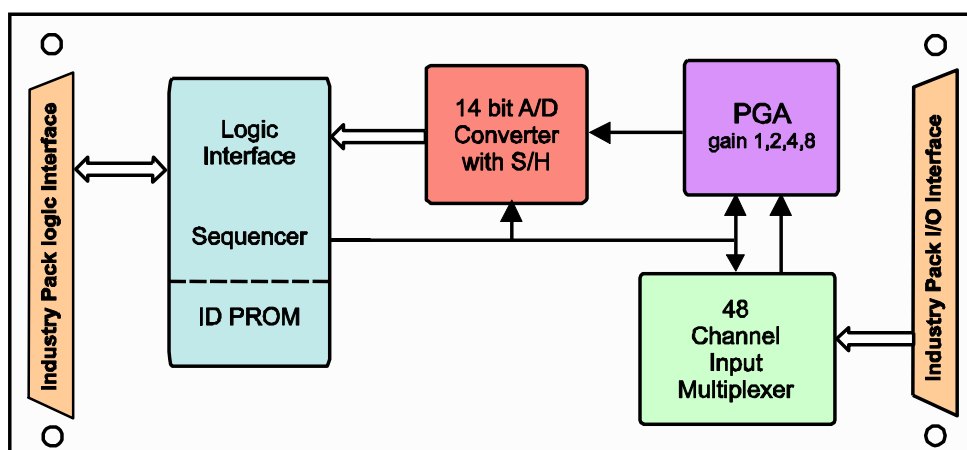 Industry Pack logic Interface
Logic
Interface
Sequencer
ID PROM
14 bit A/D
Converter
with S/H
PGA
gain 1,2,4,8
48
Channel
Input
Multiplexer
Industry Pack I/O Interface